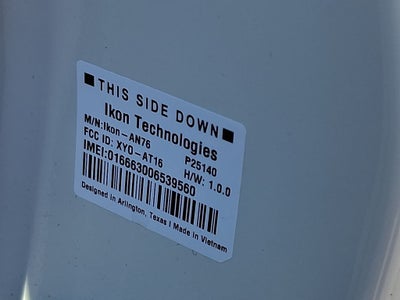 THIS SIDE DOWN
Ikon Technologies
M/N:Ikon-AN76 P25140
FCC ID: XYO-AT16 H/W: 1.0.0
IMEI:016663006539560
Designed in Arlington, Texas | Made in Vietnam